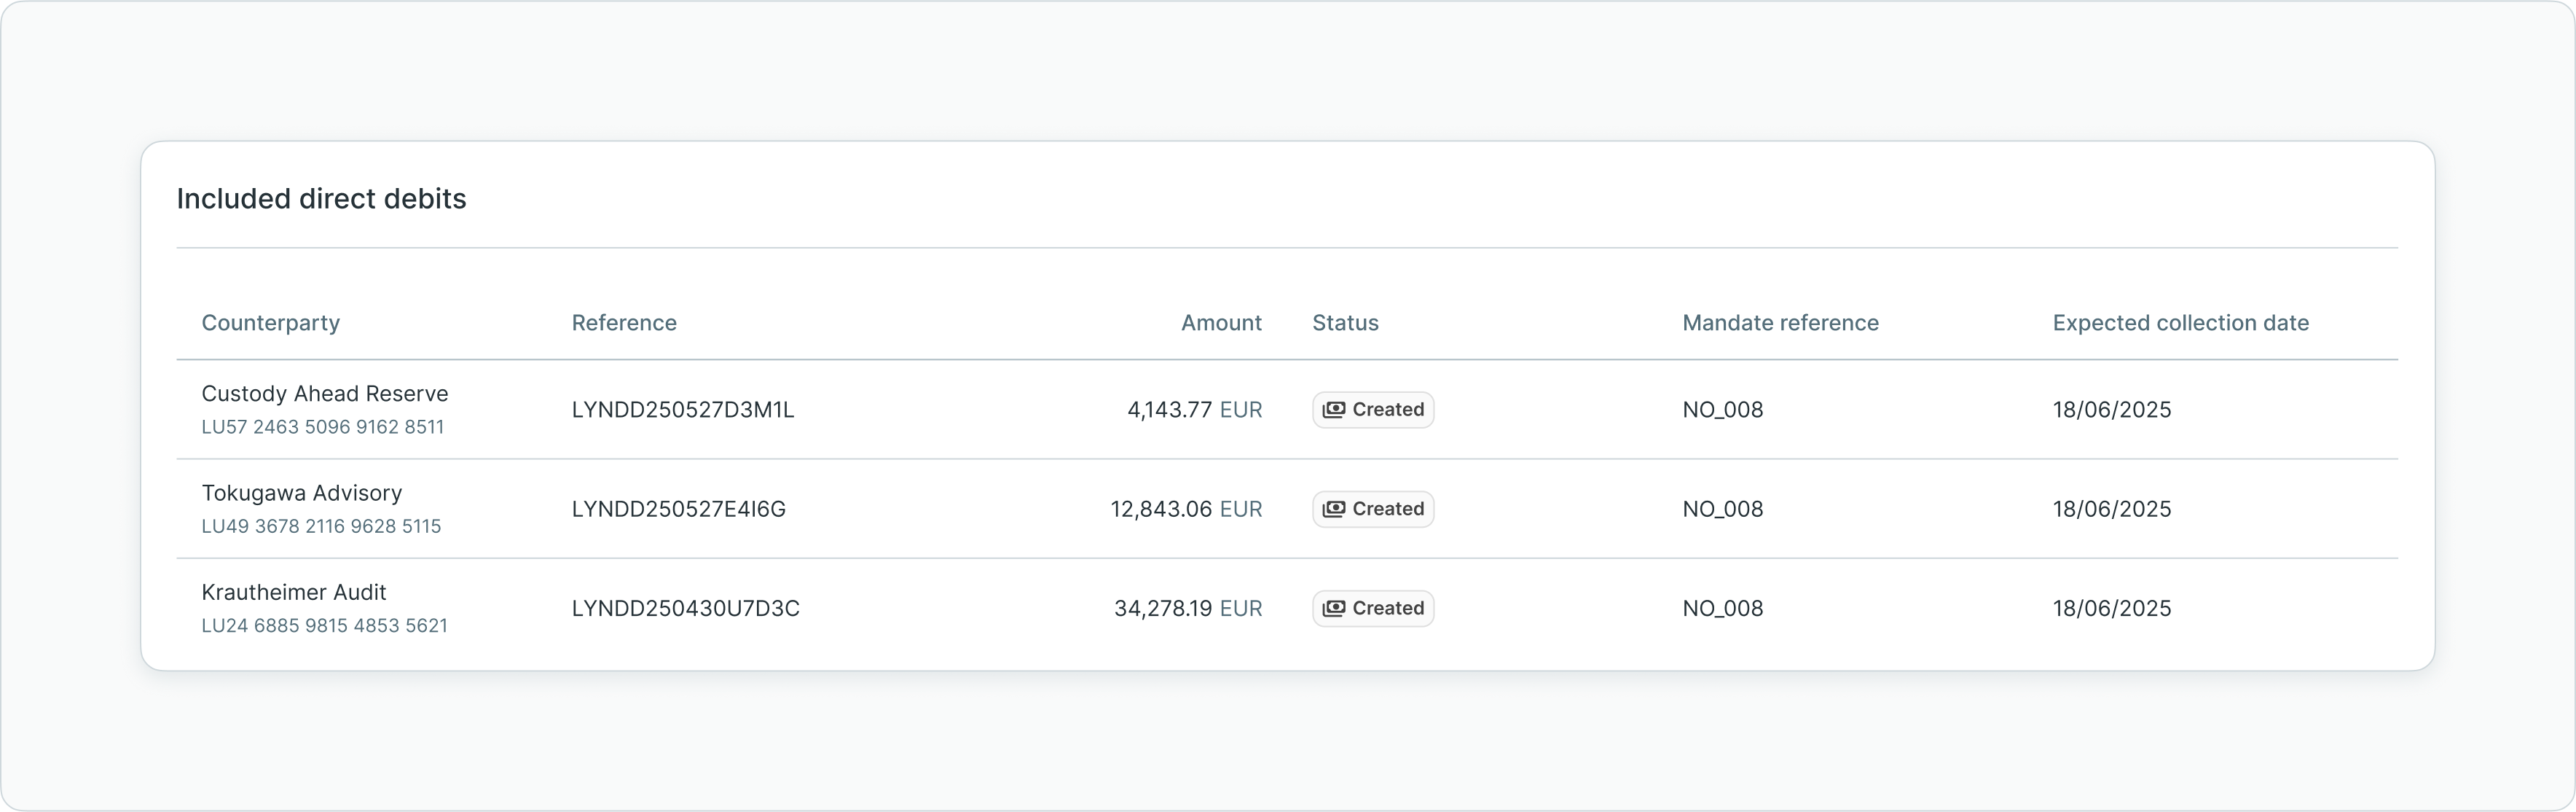 Included direct debits
Counterparty Reference Amount Status Mandate reference Expected collection date
Custody Ahead Reserve
LU57 2463 5096 9162 8511
LYNDD250527D3M1L 4,143.77 EUR Created NO_008 18/06/2025
Tokugawa Advisory
LU49 3678 2116 9628 5115
LYNDD250527E4I6G 12,843.06 EUR Created NO_008 18/06/2025
Krautheimer Audit
LU24 6885 9815 4853 5621
LYNDD250430U7D3C 34,278.19 EUR Created NO_008 18/06/2025